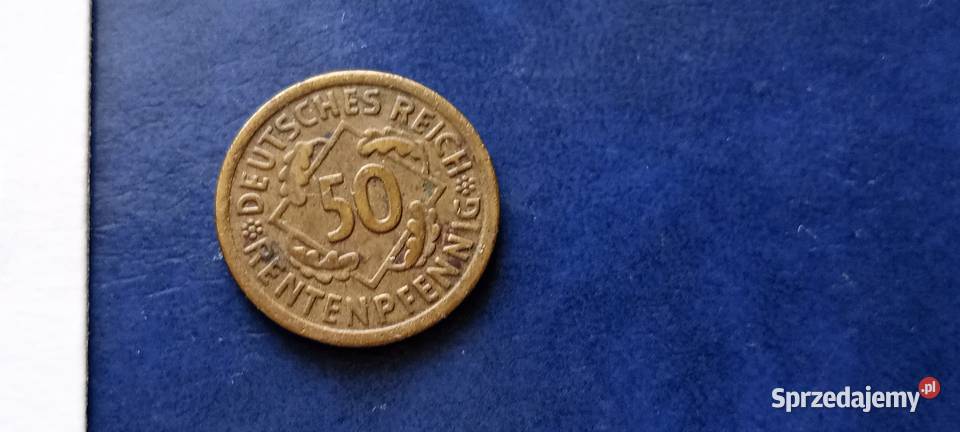 DEUTSCHES REICH
50
RENTENPFENNIG
Sprzedajemy.pl